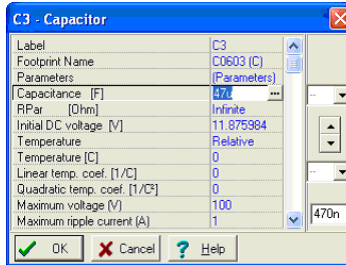 C3 - Capacitor
Label C3
Footprint Name C0603 (C)
Parameters (Parameters)
Capacitance [F] 47u ...
RPar [Ohm] Infinite
Initial DC voltage [V] 11.875984
Temperature Relative
Temperature [C] 0
Linear temp. coef. [1/C] 0
Quadratic temp. coef. [1/C²] 0
Maximum voltage (V) 100
Maximum ripple current (A) 1
470n
OK Cancel ? Help